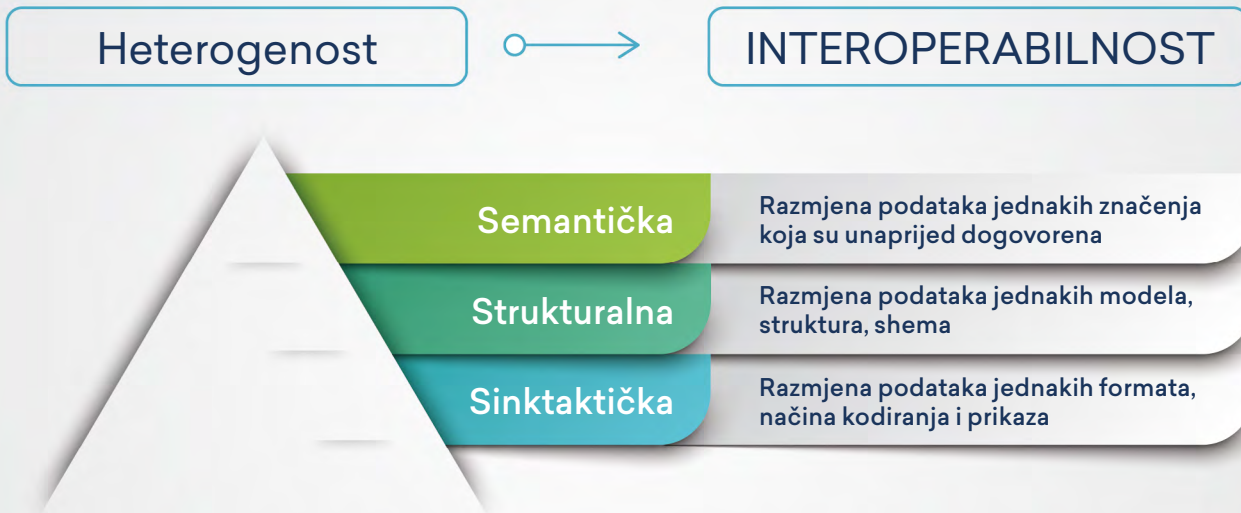 Heterogenost
INTEROPERABILNOST
Semantička
Razmjena podataka jednakih značenja
koja su unaprijed dogovorena
Strukturalna
Razmjena podataka jednakih modela,
struktura, shema
Sinktaktička
Razmjena podataka jednakih formata,
načina kodiranja i prikaza